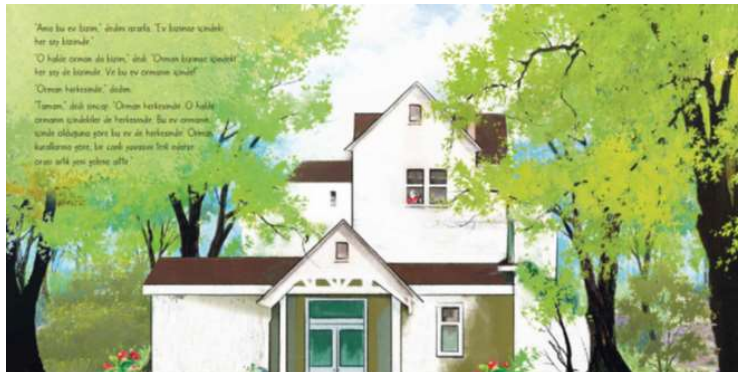 "Ama bu ev bizim," dedim ısrarla. "Ev bizimse içindeki
her şey bizimdir."
"O halde orman da bizim," dedi. "Orman bizimse içindeki
her şey de bizimdir. Ve bu ev ormanın içinde!"
"Orman herkesindir," dedim.
"Tamam," dedi sincap. "Orman herkesindir. O halde
ormanın içindekiler de herkesindir. Bu ev ormanın
içinde olduğuna göre bu ev de herkesindir. Orman
kurallarına göre, bir canlı yuvasını terk ederse
orası artık yeni gelene aittir."